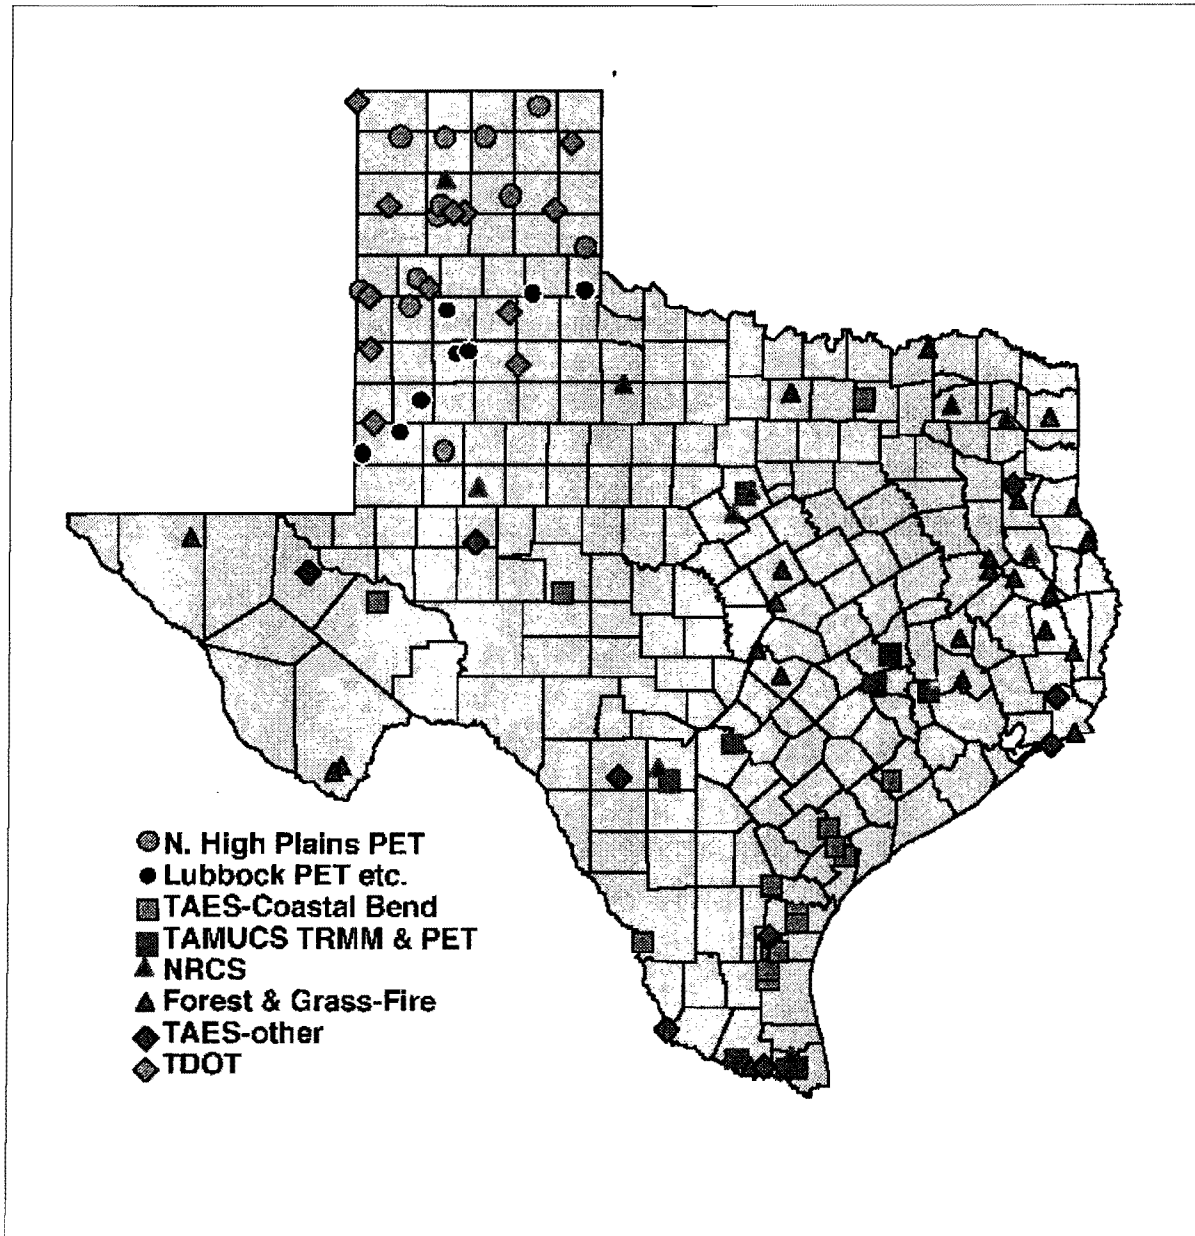 N. High Plains PET
Lubbock PET etc.
TAES-Coastal Bend
TAMUCS TRMM & PET
NRCS
Forest & Grass-Fire
TAES-other
TDOT